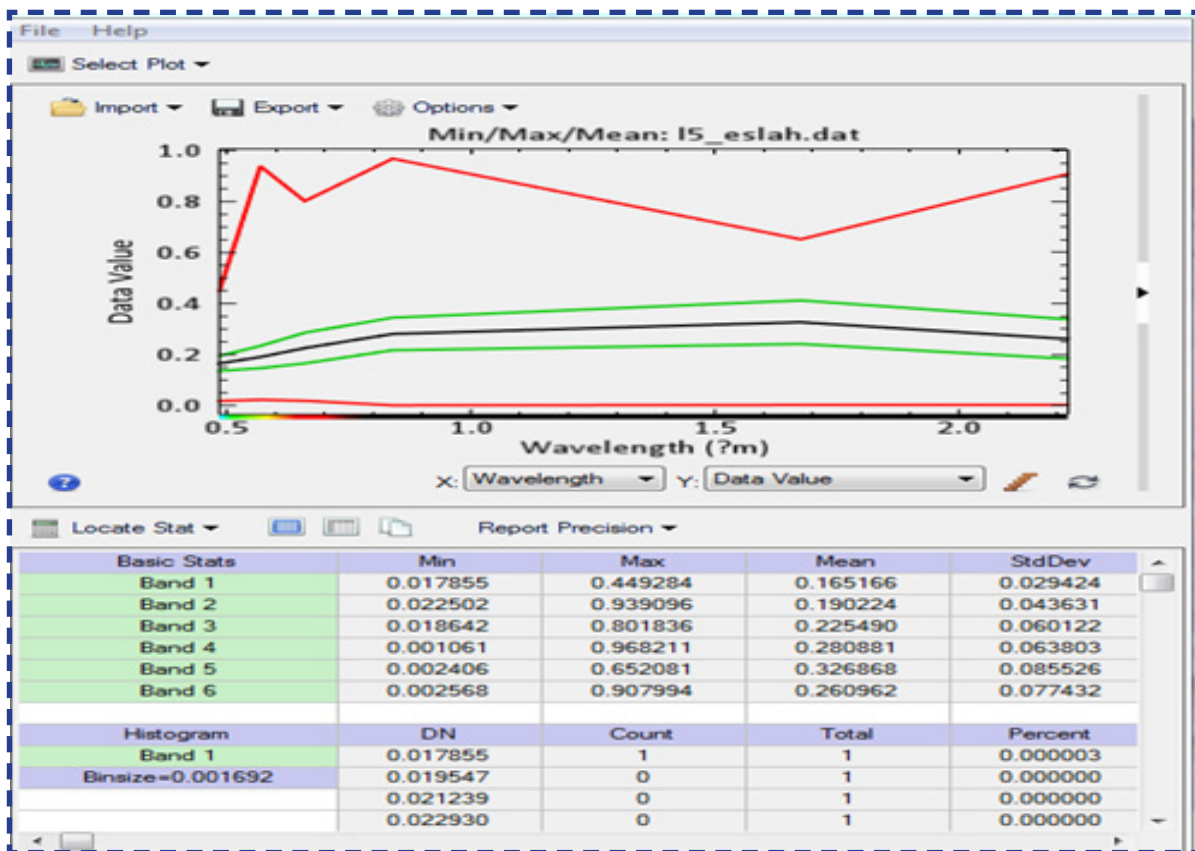 File Help
Select Plot
Import Export Options
Min/Max/Mean: l5_eslah.dat
1.0
0.8
0.6
0.4
0.2
0.0
Data Value
0.5 1.0 1.5 2.0
Wavelength (?m)
X: Wavelength Y: Data Value
Locate Stat Report Precision
Basic Stats Min Max Mean StdDev
Band 1 0.017855 0.449284 0.165166 0.029424
Band 2 0.022502 0.939096 0.190224 0.043631
Band 3 0.018642 0.801836 0.225490 0.060122
Band 4 0.001061 0.968211 0.280881 0.063803
Band 5 0.002406 0.652081 0.326868 0.085526
Band 6 0.002568 0.907994 0.260962 0.077432
Histogram DN Count Total Percent
Band 1 0.017855 1 1 0.000003
Binsize=0.001692 0.019547 0 1 0.000000
0.021239 0 1 0.000000
0.022930 0 1 0.000000